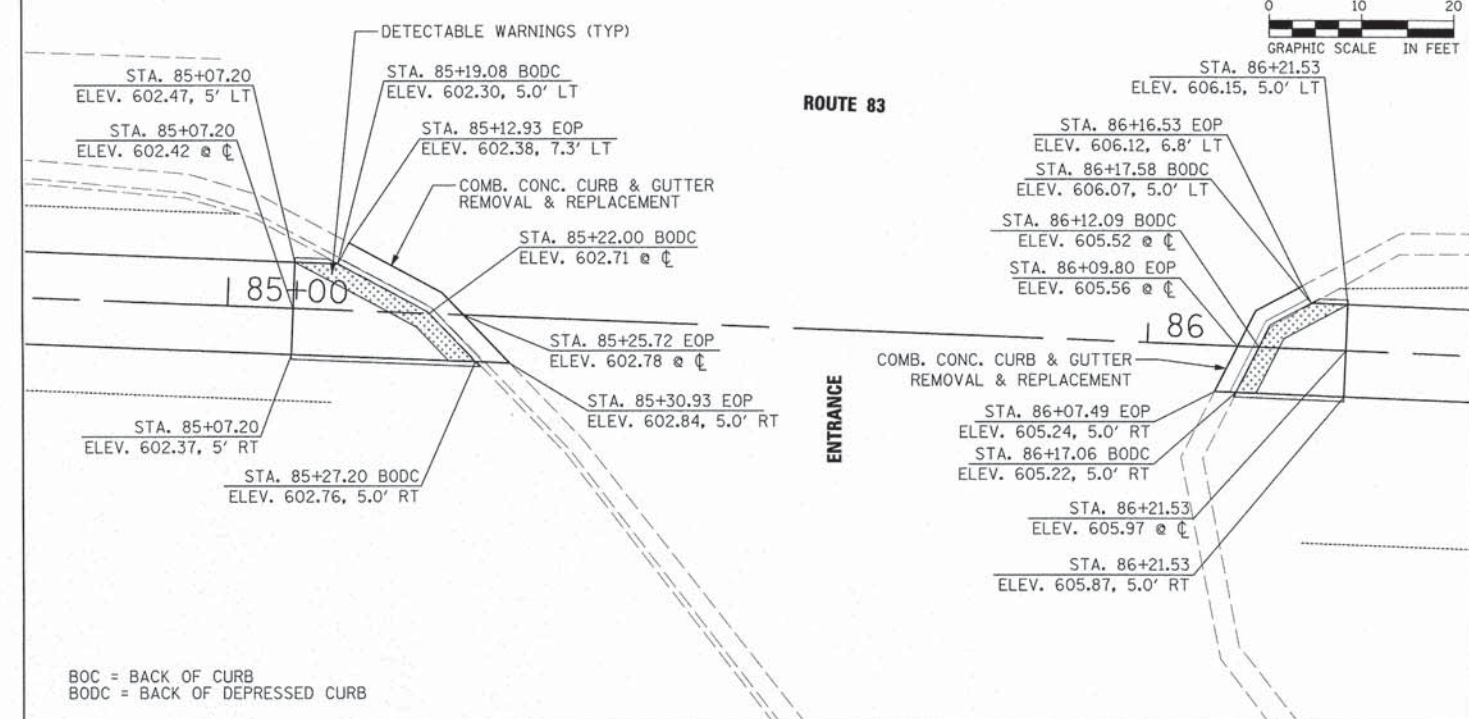 0 10 20
GRAPHIC SCALE IN FEET
DETECTABLE WARNINGS (TYP)
STA. 85+07.20
ELEV. 602.47, 5' LT
STA. 85+19.08 BODC
ELEV. 602.30, 5.0' LT
STA. 85+07.20
ELEV. 602.42 @ ℄
STA. 85+12.93 EOP
ELEV. 602.38, 7.3' LT
COMB. CONC. CURB & GUTTER
REMOVAL & REPLACEMENT
STA. 85+22.00 BODC
ELEV. 602.71 @ ℄
85+00
STA. 85+25.72 EOP
ELEV. 602.78 @ ℄
STA. 85+30.93 EOP
ELEV. 602.84, 5.0' RT
STA. 85+07.20
ELEV. 602.37, 5' RT
STA. 85+27.20 BODC
ELEV. 602.76, 5.0' RT
ROUTE 83
ENTRANCE
STA. 86+21.53
ELEV. 606.15, 5.0' LT
STA. 86+16.53 EOP
ELEV. 606.12, 6.8' LT
STA. 86+17.58 BODC
ELEV. 606.07, 5.0' LT
STA. 86+12.09 BODC
ELEV. 605.52 @ ℄
STA. 86+09.80 EOP
ELEV. 605.56 @ ℄
86
COMB. CONC. CURB & GUTTER
REMOVAL & REPLACEMENT
STA. 86+07.49 EOP
ELEV. 605.24, 5.0' RT
STA. 86+17.06 BODC
ELEV. 605.22, 5.0' RT
STA. 86+21.53
ELEV. 605.97 @ ℄
STA. 86+21.53
ELEV. 605.87, 5.0' RT
BOC = BACK OF CURB
BODC = BACK OF DEPRESSED CURB